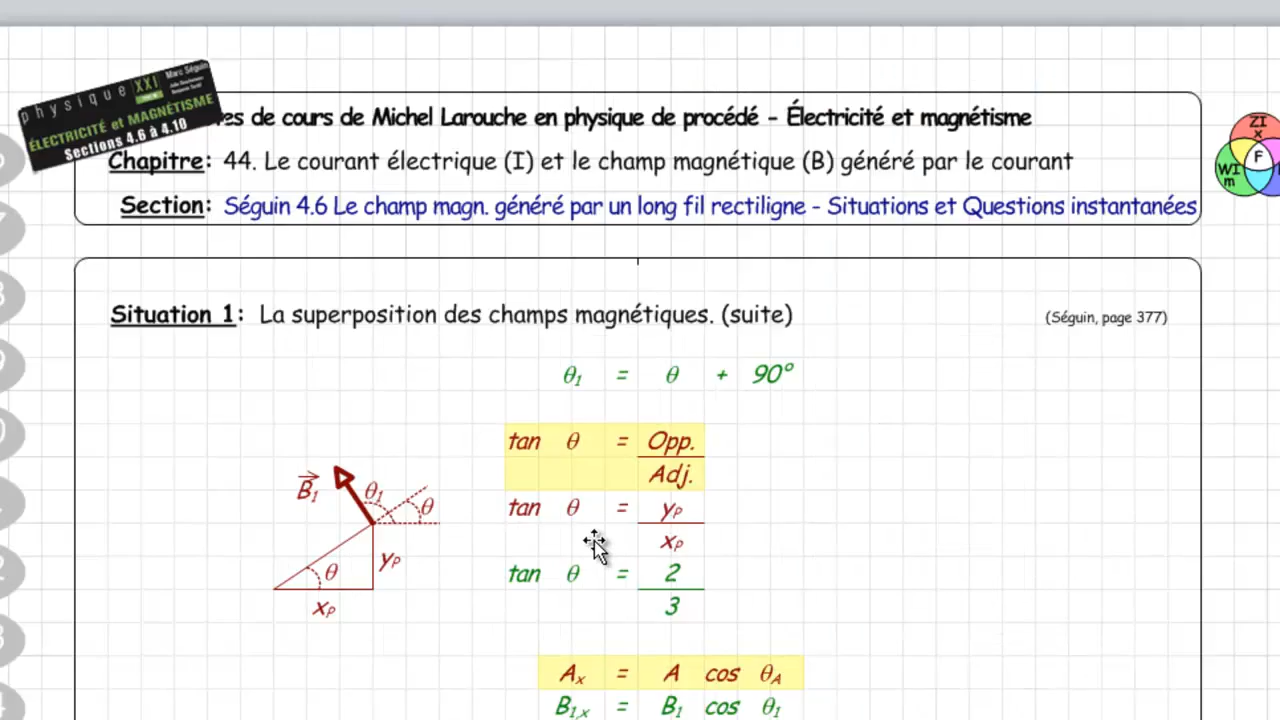 physique XXI
Marc Séguin
ÉLECTRICITÉ et MAGNÉTISME
Sections 4.6 à 4.10
es de cours de Michel Larouche en physique de procédé - Électricité et magnétisme
Chapitre: 44. Le courant électrique (I) et le champ magnétique (B) généré par le courant
Section: Séguin 4.6 Le champ magn. généré par un long fil rectiligne - Situations et Questions instantanées
ZI
x
F
WI
m
Situation 1: La superposition des champs magnétiques. (suite)
(Séguin, page 377)
θ₁ = θ + 90°
tan θ = Opp.
Adj.
tan θ = yₚ
xₚ
tan θ = 2
3
B₁
θ₁
θ
yₚ
θ
xₚ
Aₓ = A cos θ_A
B₁,ₓ = B₁ cos θ₁